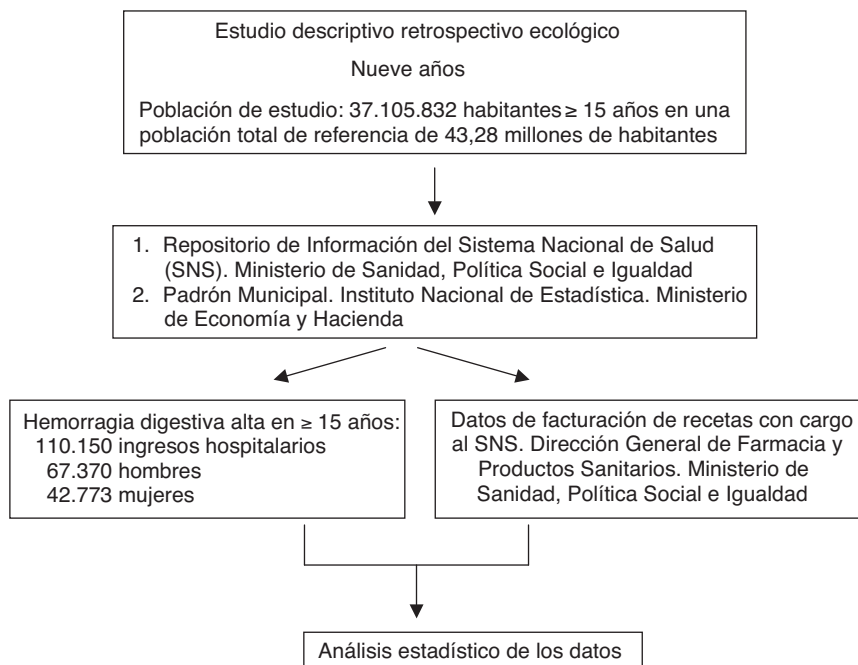 Estudio descriptivo retrospectivo ecológico
Nueve años
Población de estudio: 37.105.832 habitantes ≥ 15 años en una
población total de referencia de 43,28 millones de habitantes
1. Repositorio de Información del Sistema Nacional de Salud
(SNS). Ministerio de Sanidad, Política Social e Igualdad
2. Padrón Municipal. Instituto Nacional de Estadística. Ministerio
de Economía y Hacienda
Hemorragia digestiva alta en ≥ 15 años:
110.150 ingresos hospitalarios
67.370 hombres
42.773 mujeres
Datos de facturación de recetas con cargo
al SNS. Dirección General de Farmacia y
Productos Sanitarios. Ministerio de
Sanidad, Política Social e Igualdad
Análisis estadístico de los datos